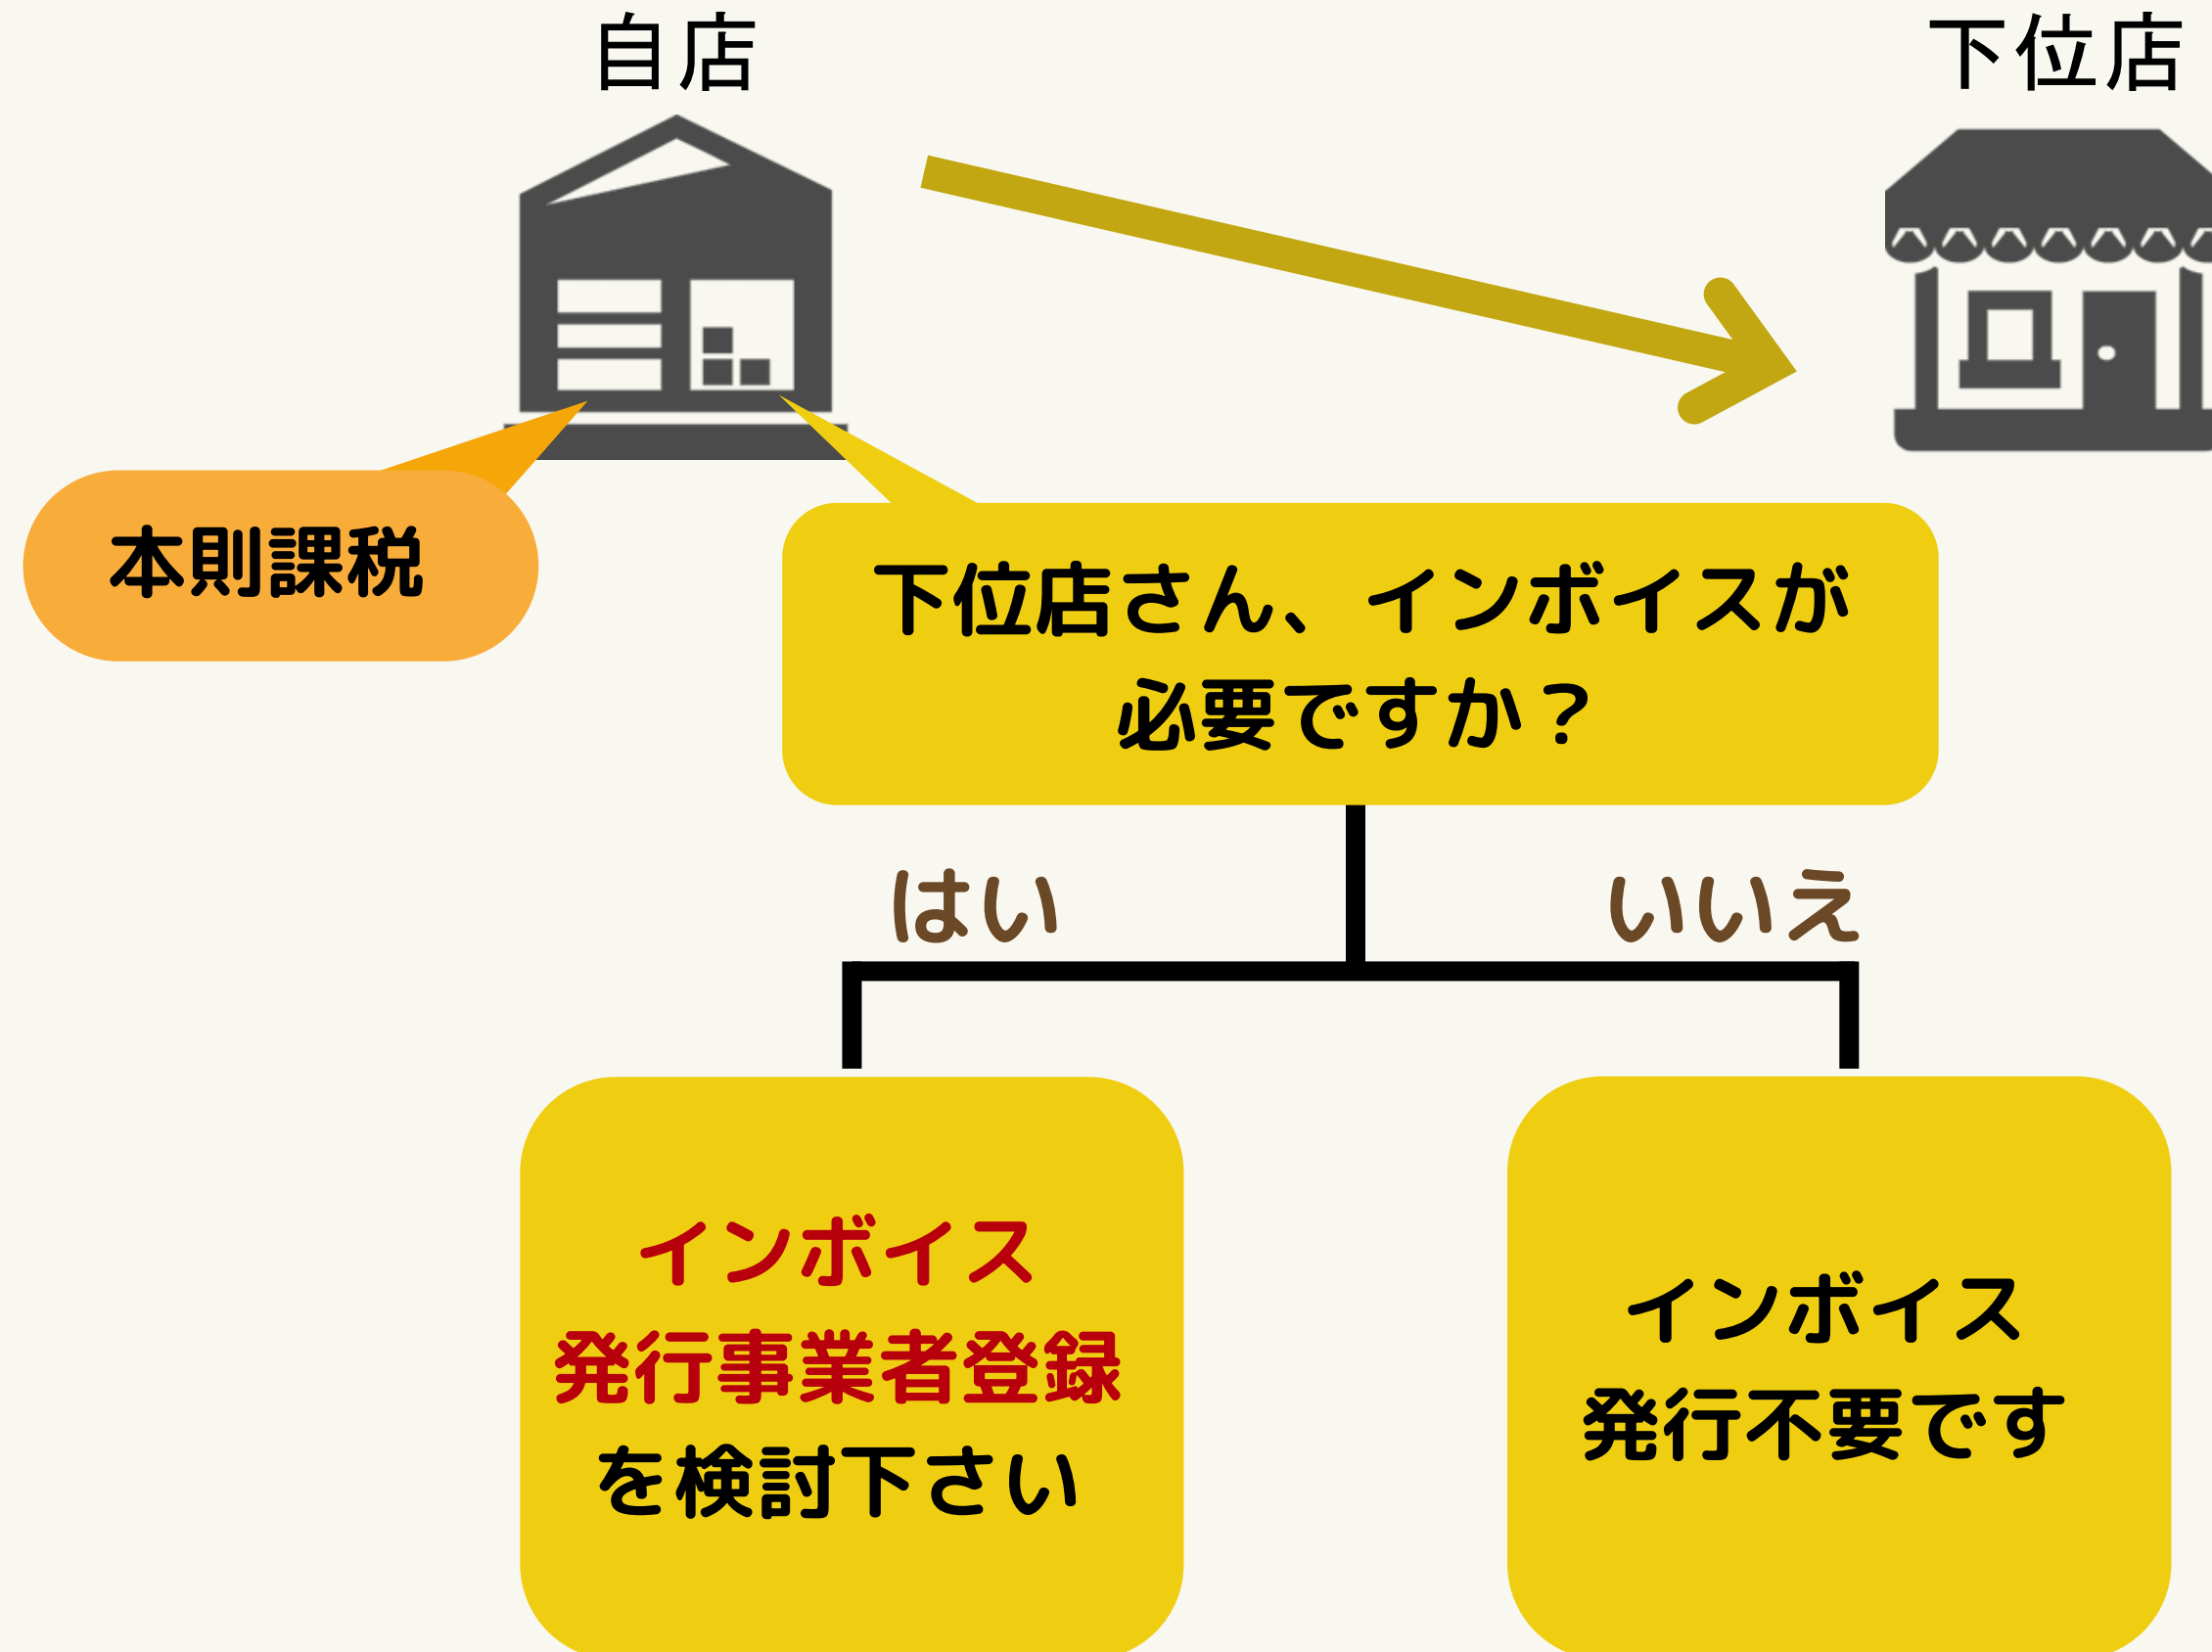 自店
下位店
本則課税
下位店さん、インボイスが
必要ですか？
はい
いいえ
インボイス
発行事業者登録
を検討下さい
インボイス
発行不要です